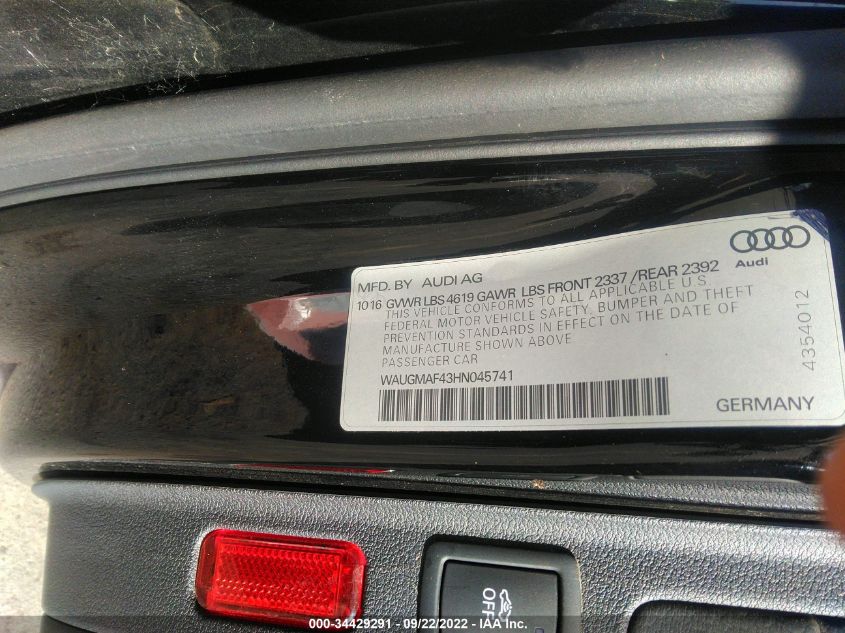 Audi
MFD. BY AUDI AG
10 16 GVWR LBS 4619 GAWR LBS FRONT 2337 / REAR 2392
THIS VEHICLE CONFORMS TO ALL APPLICABLE U.S
FEDERAL MOTOR VEHICLE SAFETY, BUMPER AND THEFT
PREVENTION STANDARDS IN EFFECT ON THE DATE OF
MANUFACTURE SHOWN ABOVE
PASSENGER CAR
WAUGMAF43HN045741
GERMANY
4354012
OFF
000-34429291 - 09/22/2022 - IAA Inc.